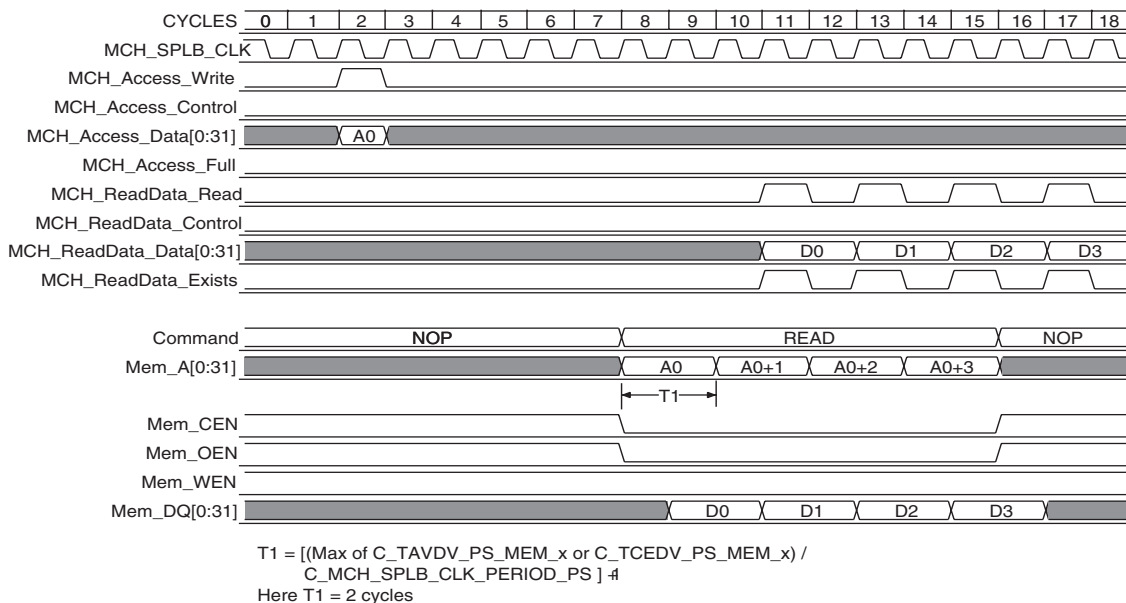 CYCLES 0 1 2 3 4 5 6 7 8 9 10 11 12 13 14 15 16 17 18
MCH_SPLB_CLK
MCH_Access_Write
MCH_Access_Control
MCH_Access_Data[0:31] A0
MCH_Access_Full
MCH_ReadData_Read
MCH_ReadData_Control
MCH_ReadData_Data[0:31] D0 D1 D2 D3
MCH_ReadData_Exists
Command NOP READ NOP
Mem_A[0:31] A0 A0+1 A0+2 A0+3
T1
Mem_CEN
Mem_OEN
Mem_WEN
Mem_DQ[0:31] D0 D1 D2 D3
T1 = [(Max of C_TAVDV_PS_MEM_x or C_TCEDV_PS_MEM_x) /
C_MCH_SPLB_CLK_PERIOD_PS ] +1
Here T1 = 2 cycles